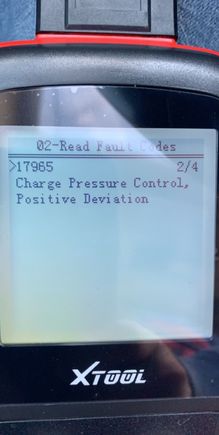 02-Read Fault Codes
>17965 2/4
Charge Pressure Control,
Positive Deviation
XTOOL